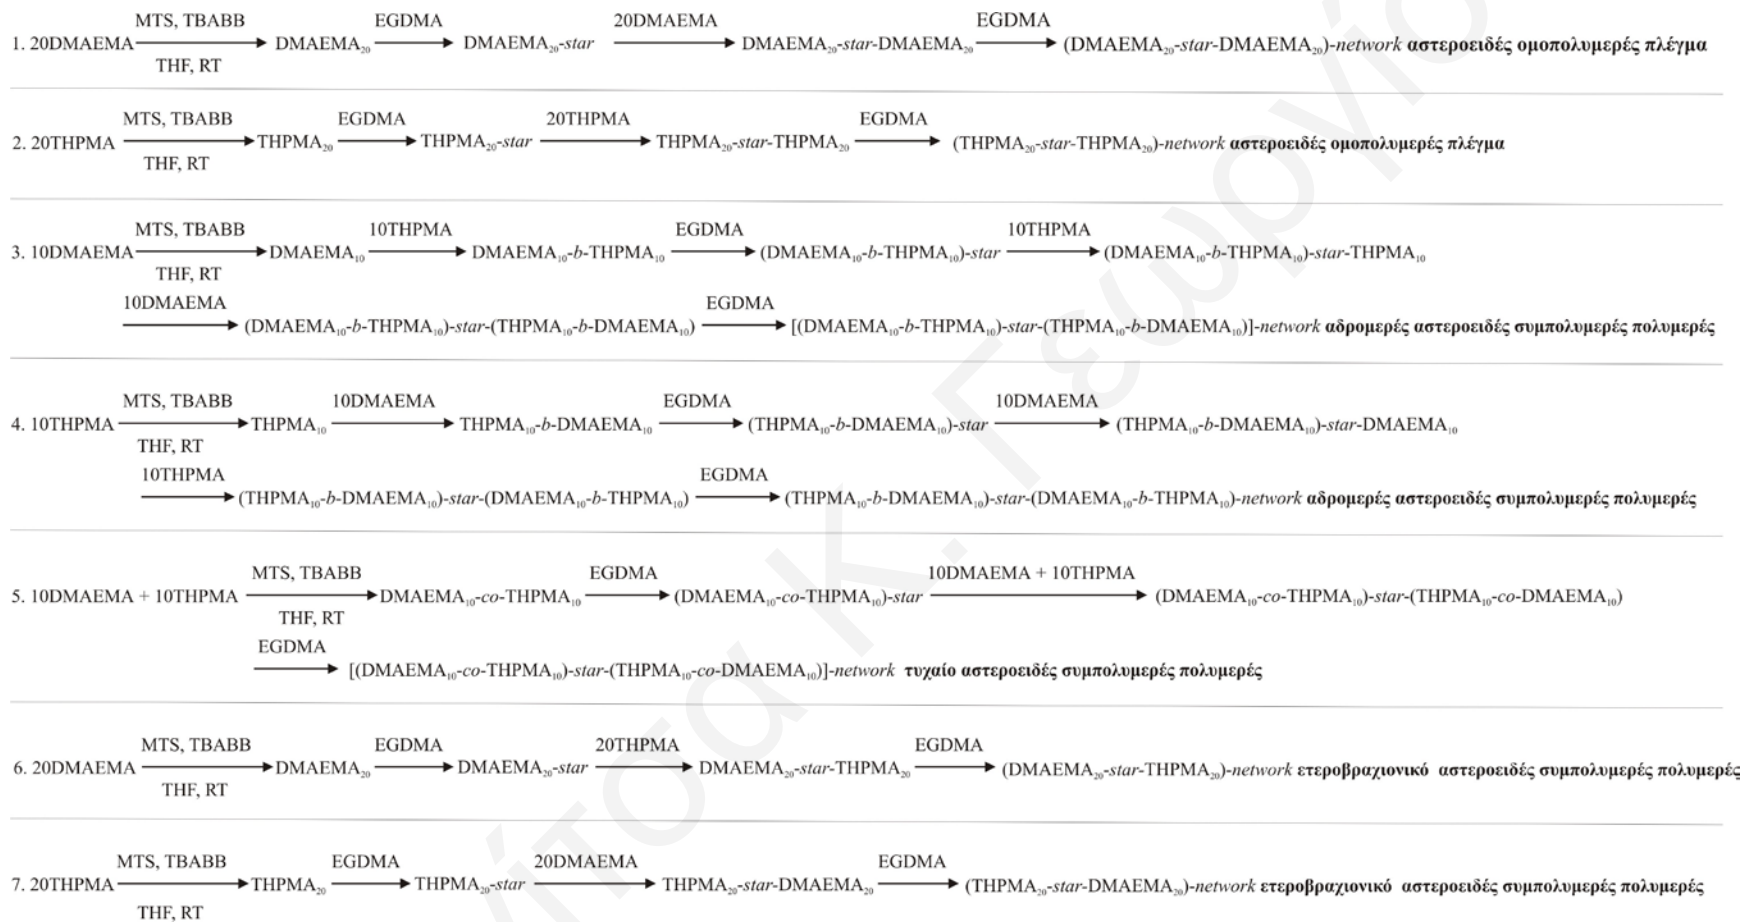 MTS, TBABB EGDMA 20DMAEMA EGDMA
1. 20DMAEMA DMAEMA₂₀ DMAEMA₂₀-star DMAEMA₂₀-star-DMAEMA₂₀ (DMAEMA₂₀-star-DMAEMA₂₀)-network αστεροειδές ομοπολυμερές πλέγμα
THF, RT
MTS, TBABB EGDMA 20THPMA EGDMA
2. 20THPMA THPMA₂₀ THPMA₂₀-star THPMA₂₀-star-THPMA₂₀ (THPMA₂₀-star-THPMA₂₀)-network αστεροειδές ομοπολυμερές πλέγμα
THF, RT
MTS, TBABB 10THPMA EGDMA 10THPMA
3. 10DMAEMA DMAEMA₁₀ DMAEMA₁₀-b-THPMA₁₀ (DMAEMA₁₀-b-THPMA₁₀)-star (DMAEMA₁₀-b-THPMA₁₀)-star-THPMA₁₀
THF, RT
10DMAEMA EGDMA
(DMAEMA₁₀-b-THPMA₁₀)-star-(THPMA₁₀-b-DMAEMA₁₀) [(DMAEMA₁₀-b-THPMA₁₀)-star-(THPMA₁₀-b-DMAEMA₁₀)]-network αδρομερές αστεροειδές συμπολυμερές πολυμερές
MTS, TBABB 10DMAEMA EGDMA 10DMAEMA
4. 10THPMA THPMA₁₀ THPMA₁₀-b-DMAEMA₁₀ (THPMA₁₀-b-DMAEMA₁₀)-star (THPMA₁₀-b-DMAEMA₁₀)-star-DMAEMA₁₀
THF, RT
10THPMA EGDMA
(THPMA₁₀-b-DMAEMA₁₀)-star-(DMAEMA₁₀-b-THPMA₁₀) (THPMA₁₀-b-DMAEMA₁₀)-star-(DMAEMA₁₀-b-THPMA₁₀)-network αδρομερές αστεροειδές συμπολυμερές πολυμερές
MTS, TBABB EGDMA 10DMAEMA + 10THPMA
5. 10DMAEMA + 10THPMA DMAEMA₁₀-co-THPMA₁₀ (DMAEMA₁₀-co-THPMA₁₀)-star (DMAEMA₁₀-co-THPMA₁₀)-star-(THPMA₁₀-co-DMAEMA₁₀)
THF, RT
EGDMA
[(DMAEMA₁₀-co-THPMA₁₀)-star-(THPMA₁₀-co-DMAEMA₁₀)]-network τυχαίο αστεροειδές συμπολυμερές πολυμερές
MTS, TBABB EGDMA 20THPMA EGDMA
6. 20DMAEMA DMAEMA₂₀ DMAEMA₂₀-star DMAEMA₂₀-star-THPMA₂₀ (DMAEMA₂₀-star-THPMA₂₀)-network ετεροβραχιονικό αστεροειδές συμπολυμερές πολυμερές
THF, RT
MTS, TBABB EGDMA 20DMAEMA EGDMA
7. 20THPMA THPMA₂₀ THPMA₂₀-star THPMA₂₀-star-DMAEMA₂₀ (THPMA₂₀-star-DMAEMA₂₀)-network ετεροβραχιονικό αστεροειδές συμπολυμερές πολυμερές
THF, RT
Κ.